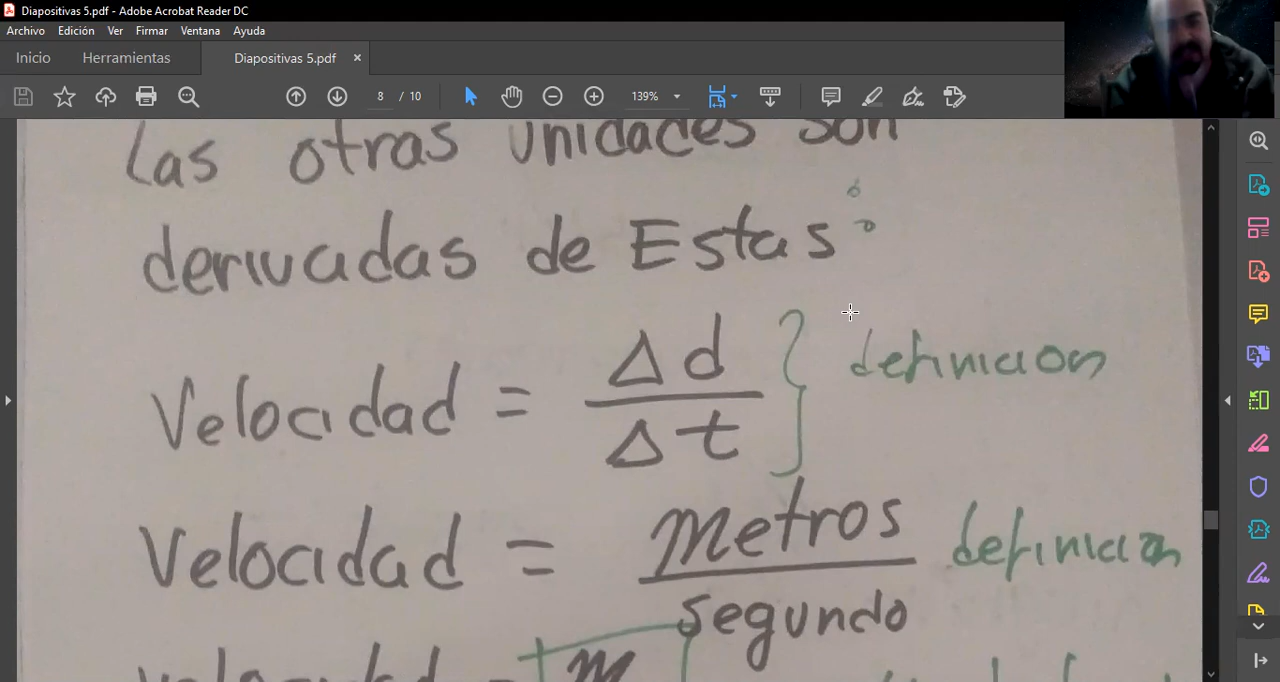 Diapositivas 5.pdf - Adobe Acrobat Reader DC
Archivo Edición Ver Firmar Ventana Ayuda
Inicio Herramientas Diapositivas 5.pdf ×
8 / 10 139%
Las otras unidades son
derivadas de Estas:
Velocidad = Δd / Δt } definicion
Velocidad = Metros / segundo definicion
Velocidad = m